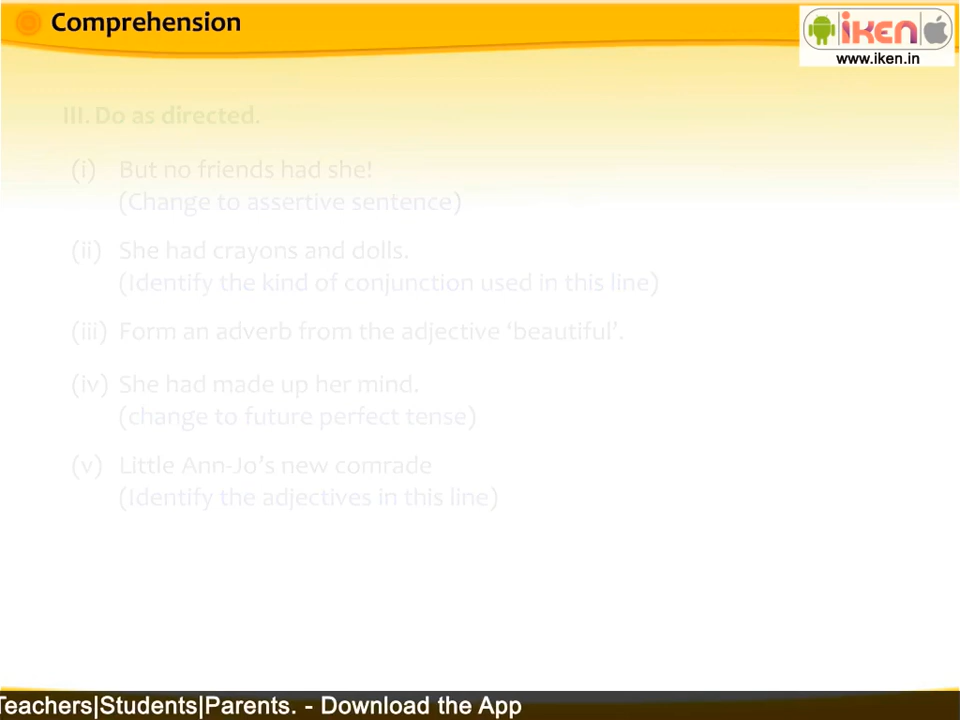 Comprehension
iken
www.iken.in
III. Do as directed.
(i) But no friends had she!
(Change to assertive sentence)
(ii) She had crayons and dolls.
(Identify the kind of conjunction used in this line)
(iii) Form an adverb from the adjective ‘beautiful’.
(iv) She had made up her mind.
(change to future perfect tense)
(v) Little Ann-Jo’s new comrade
(Identify the adjectives in this line)
Teachers|Students|Parents. - Download the App